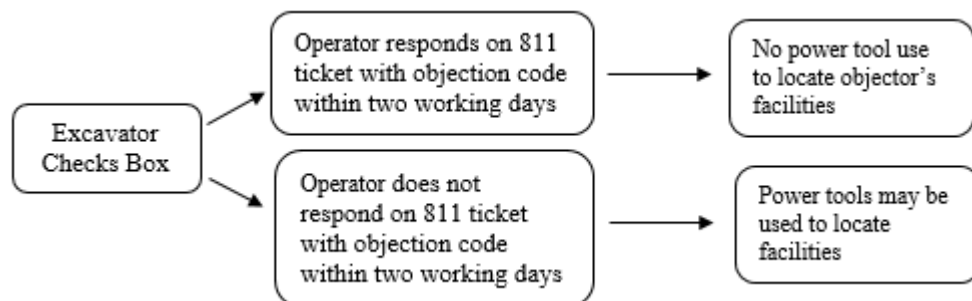 Excavator
Checks Box
Operator responds on 811
ticket with objection code
within two working days
No power tool use
to locate objector’s
facilities
Operator does not
respond on 811 ticket
with objection code
within two working days
Power tools may be
used to locate
facilities